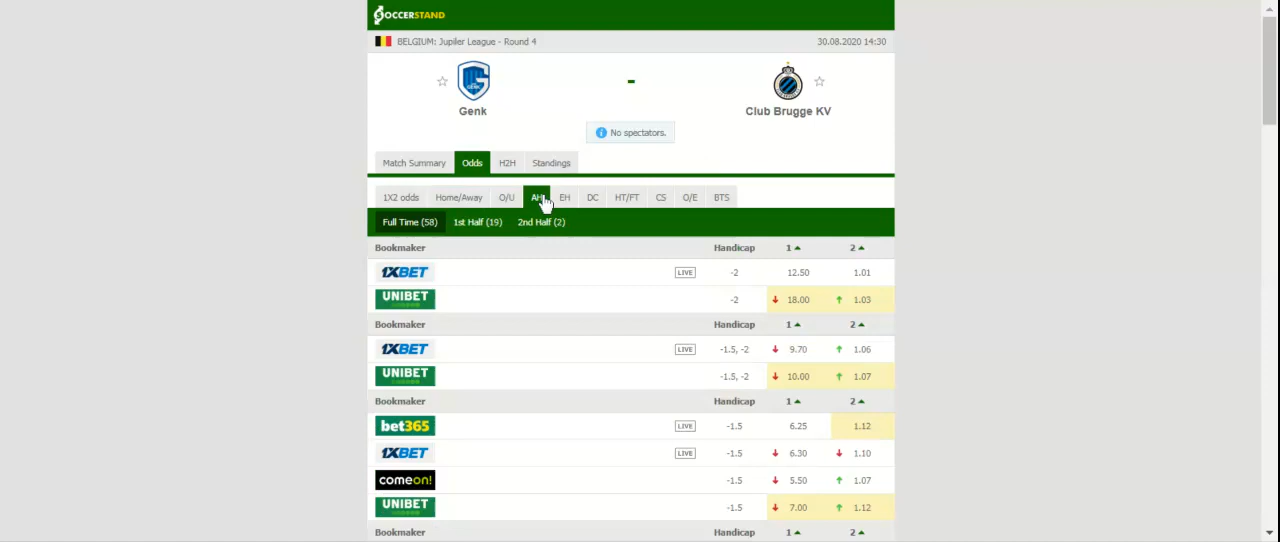 SOCCERSTAND
BELGIUM: Jupiler League - Round 4 30.08.2020 14:30
GENK
-
Genk Club Brugge KV
No spectators.
Match Summary Odds H2H Standings
1X2 odds Home/Away O/U AH EH DC HT/FT CS O/E BTS
Full Time (58) 1st Half (19) 2nd Half (2)
Bookmaker Handicap 1 2
1XBET LIVE -2 12.50 1.01
UNIBET -2 18.00 1.03
Bookmaker Handicap 1 2
1XBET LIVE -1.5, -2 9.70 1.06
UNIBET -1.5, -2 10.00 1.07
Bookmaker Handicap 1 2
bet365 LIVE -1.5 6.25 1.12
1XBET LIVE -1.5 6.30 1.10
comeon! -1.5 5.50 1.07
UNIBET -1.5 7.00 1.12
Bookmaker Handicap 1 2